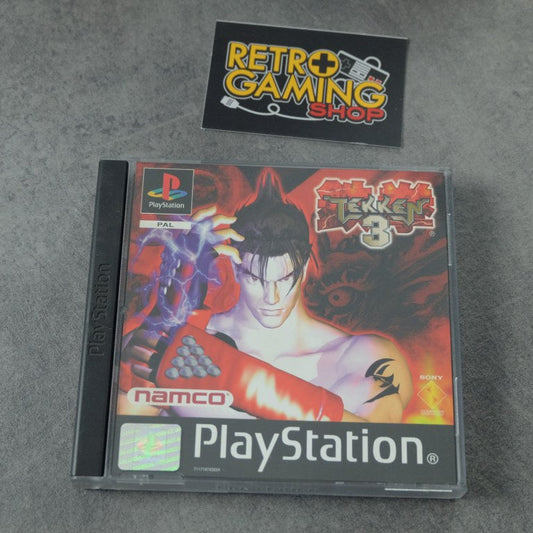 RETRO
GAMING
SHOP
PlayStation
PAL
TEKKEN
3
PlayStation
namco
SONY
PlayStation®